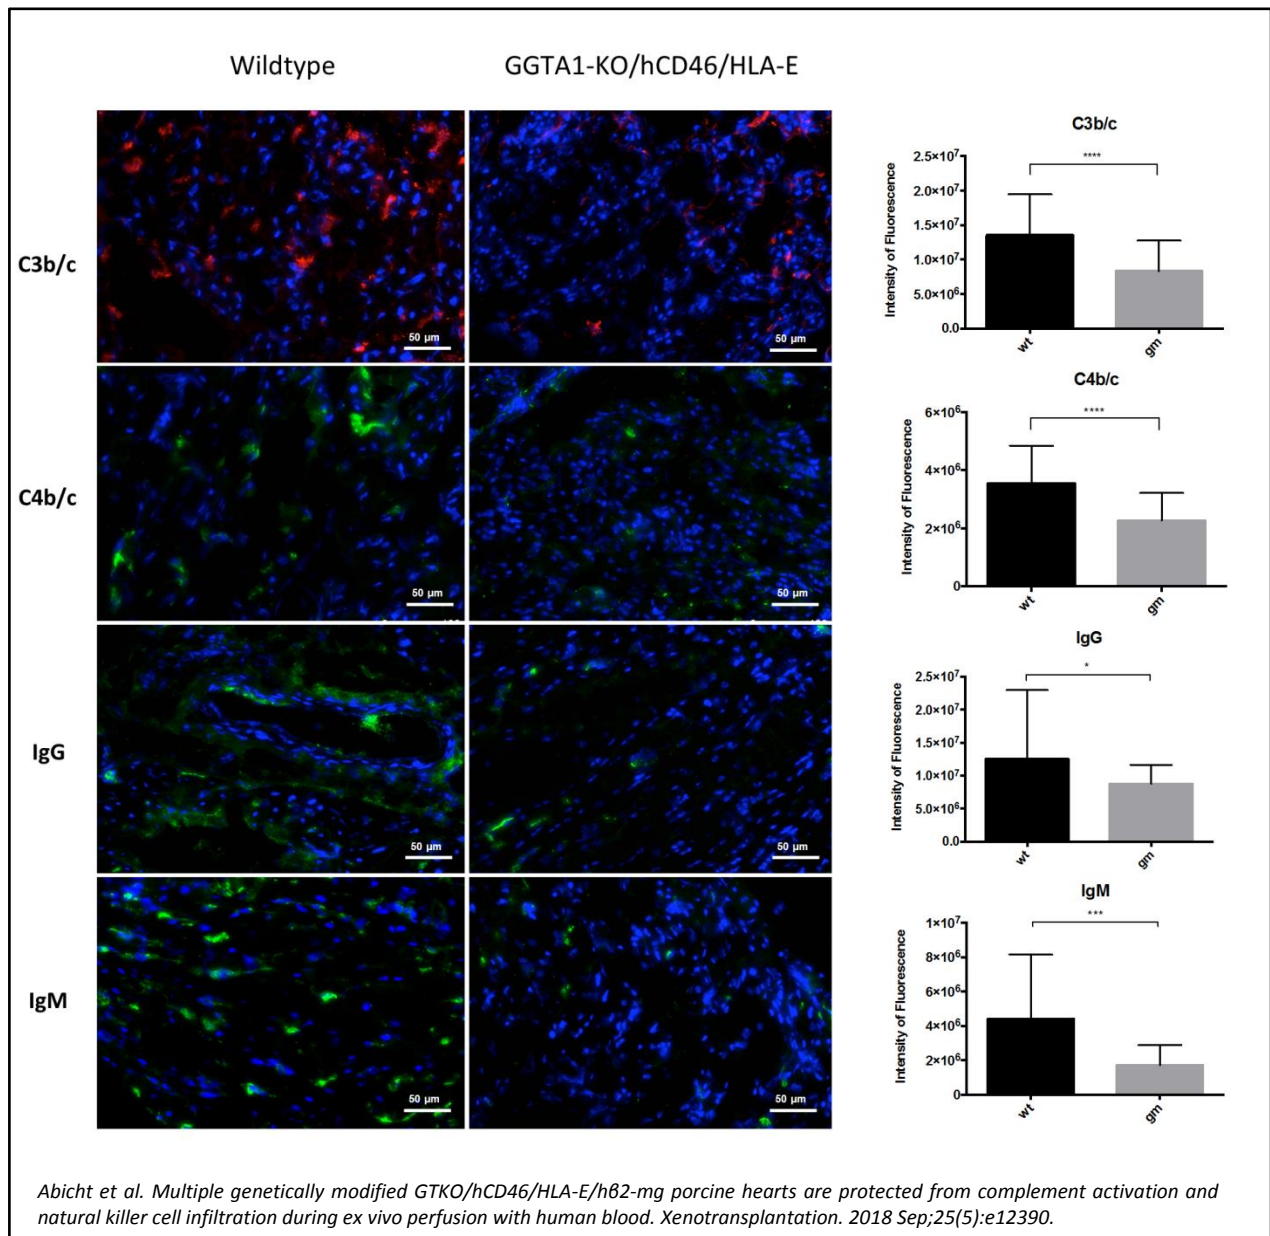 Wildtype
GGTA1-KO/hCD46/HLA-E
C3b/c
50 µm
50 µm
C3b/c
Intensity of Fluorescence
2.5×10⁷
2.0×10⁷
1.5×10⁷
1.0×10⁷
5.0×10⁶
0.0
****
wt
gm
C4b/c
50 µm
50 µm
C4b/c
Intensity of Fluorescence
6×10⁶
4×10⁶
2×10⁶
0
****
wt
gm
IgG
50 µm
50 µm
IgG
Intensity of Fluorescence
2.5×10⁷
2.0×10⁷
1.5×10⁷
1.0×10⁷
5.0×10⁶
0.0
*
wt
gm
IgM
50 µm
50 µm
IgM
Intensity of Fluorescence
1×10⁷
8×10⁶
6×10⁶
4×10⁶
2×10⁶
0
***
wt
gm
Abicht et al. Multiple genetically modified GTKO/hCD46/HLA-E/hβ2-mg porcine hearts are protected from complement activation and
natural killer cell infiltration during ex vivo perfusion with human blood. Xenotransplantation. 2018 Sep;25(5):e12390.